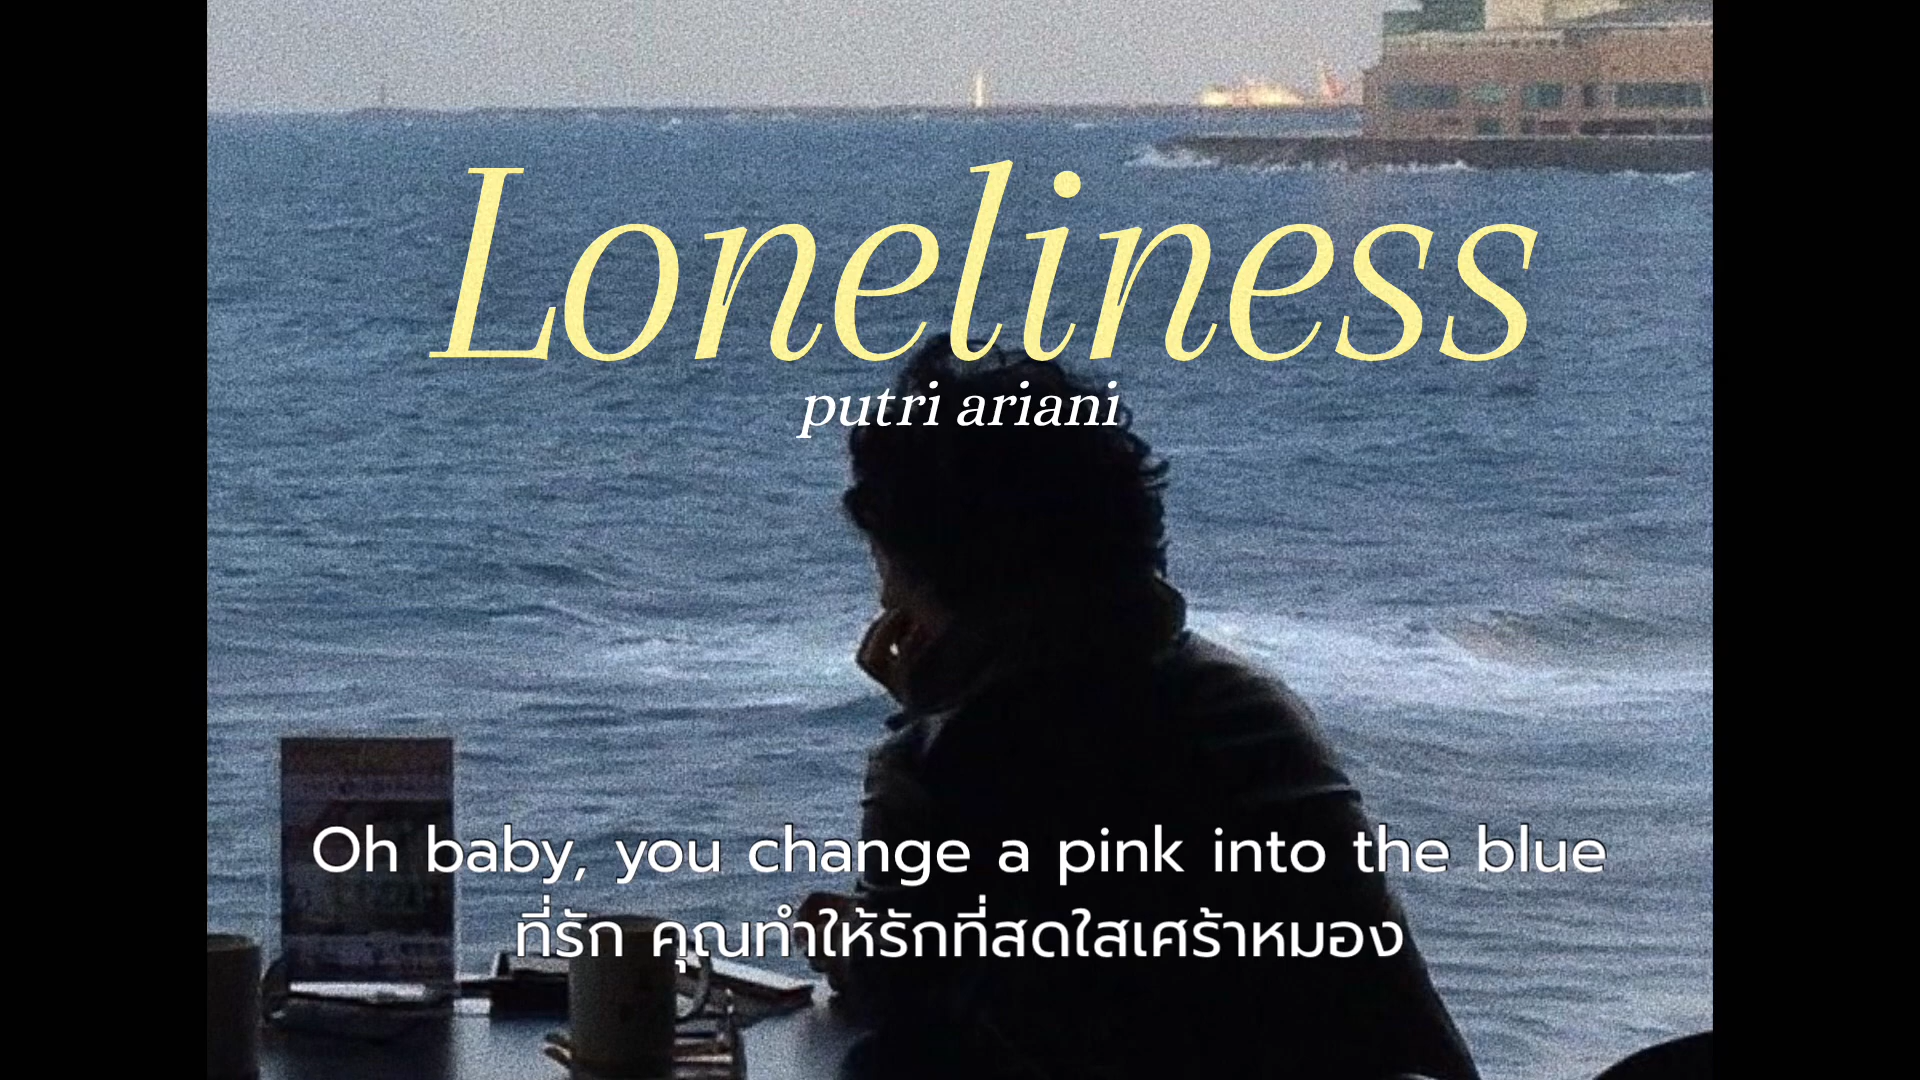 Loneliness
putri ariani
Oh baby, you change a pink into the blue
ที่รัก คุณทำให้รักที่สดใสเศร้าหมอง